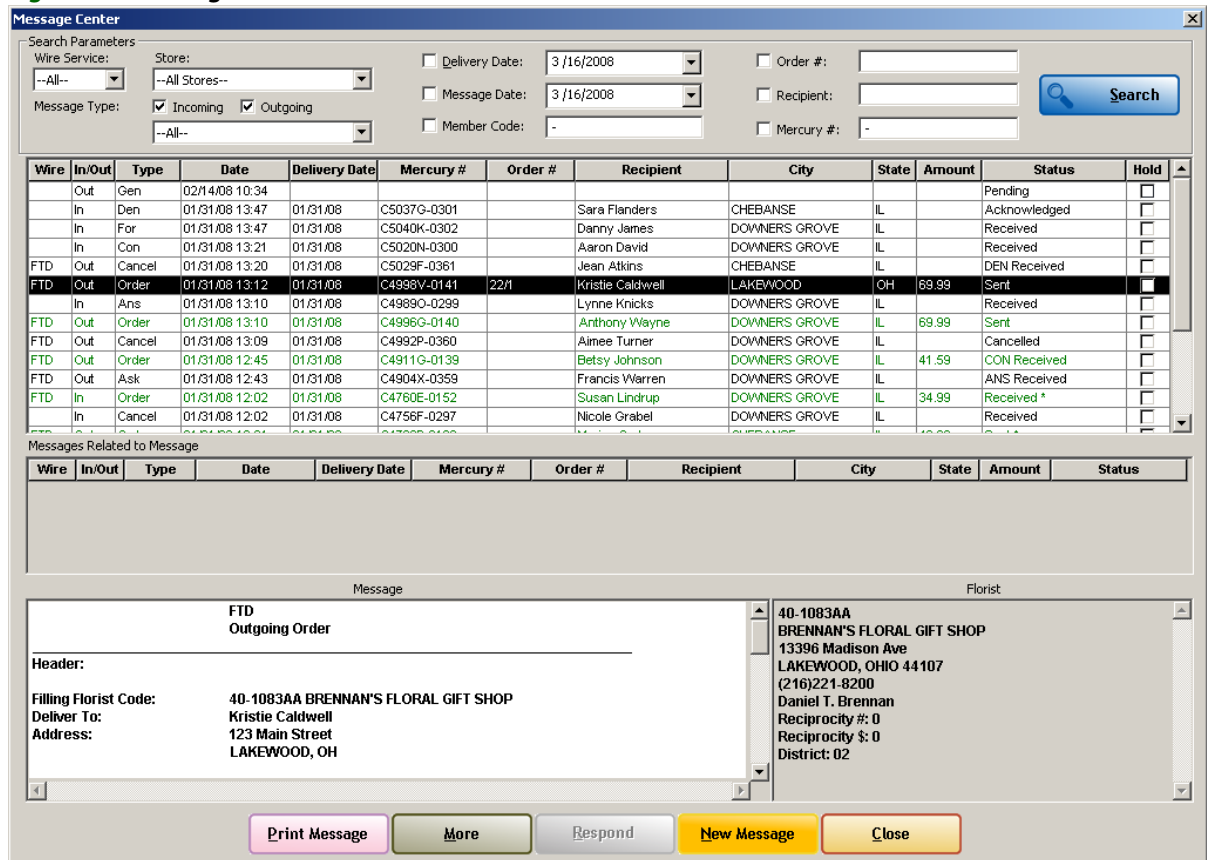 Message Center
Search Parameters
Wire Service: Store:
--All-- --All Stores--
Message Type: Incoming Outgoing
--All--
Delivery Date: 3 /16/2008
Message Date: 3 /16/2008
Member Code: -
Order #:
Recipient:
Mercury #: -
Search
Wire In/Out Type Date Delivery Date Mercury # Order # Recipient City State Amount Status Hold
Out Gen 02/14/08 10:34 Pending
In Den 01/31/08 13:47 01/31/08 C5037G-0301 Sara Flanders CHEBANSE IL Acknowledged
In For 01/31/08 13:47 01/31/08 C5040K-0302 Danny James DOWNERS GROVE IL Received
In Con 01/31/08 13:21 01/31/08 C5020N-0300 Aaron David DOWNERS GROVE IL Received
FTD Out Cancel 01/31/08 13:20 01/31/08 C5029F-0361 Jean Atkins CHEBANSE IL DEN Received
FTD Out Order 01/31/08 13:12 01/31/08 C4998V-0141 22/1 Kristie Caldwell LAKEWOOD OH 69.99 Sent
In Ans 01/31/08 13:10 01/31/08 C4989O-0299 Lynne Knicks DOWNERS GROVE IL Received
FTD Out Order 01/31/08 13:10 01/31/08 C4996G-0140 Anthony Wayne DOWNERS GROVE IL 69.99 Sent
FTD Out Cancel 01/31/08 13:09 01/31/08 C4992P-0360 Aimee Turner DOWNERS GROVE IL Cancelled
FTD Out Order 01/31/08 12:45 01/31/08 C4911G-0139 Betsy Johnson DOWNERS GROVE IL 41.59 CON Received
FTD Out Ask 01/31/08 12:43 01/31/08 C4904X-0359 Francis Warren DOWNERS GROVE IL ANS Received
FTD In Order 01/31/08 12:02 01/31/08 C4760E-0152 Susan Lindrup DOWNERS GROVE IL 34.99 Received *
In Cancel 01/31/08 12:02 01/31/08 C4756F-0297 Nicole Grabel DOWNERS GROVE IL Received
Messages Related to Message
Wire In/Out Type Date Delivery Date Mercury # Order # Recipient City State Amount Status
Message
FTD
Outgoing Order
Header:
Filling Florist Code: 40-1083AA BRENNAN'S FLORAL GIFT SHOP
Deliver To: Kristie Caldwell
Address: 123 Main Street
LAKEWOOD, OH
Florist
40-1083AA
BRENNAN'S FLORAL GIFT SHOP
13396 Madison Ave
LAKEWOOD, OHIO 44107
(216)221-8200
Daniel T. Brennan
Reciprocity #: 0
Reciprocity $: 0
District: 02
Print Message More Respond New Message Close